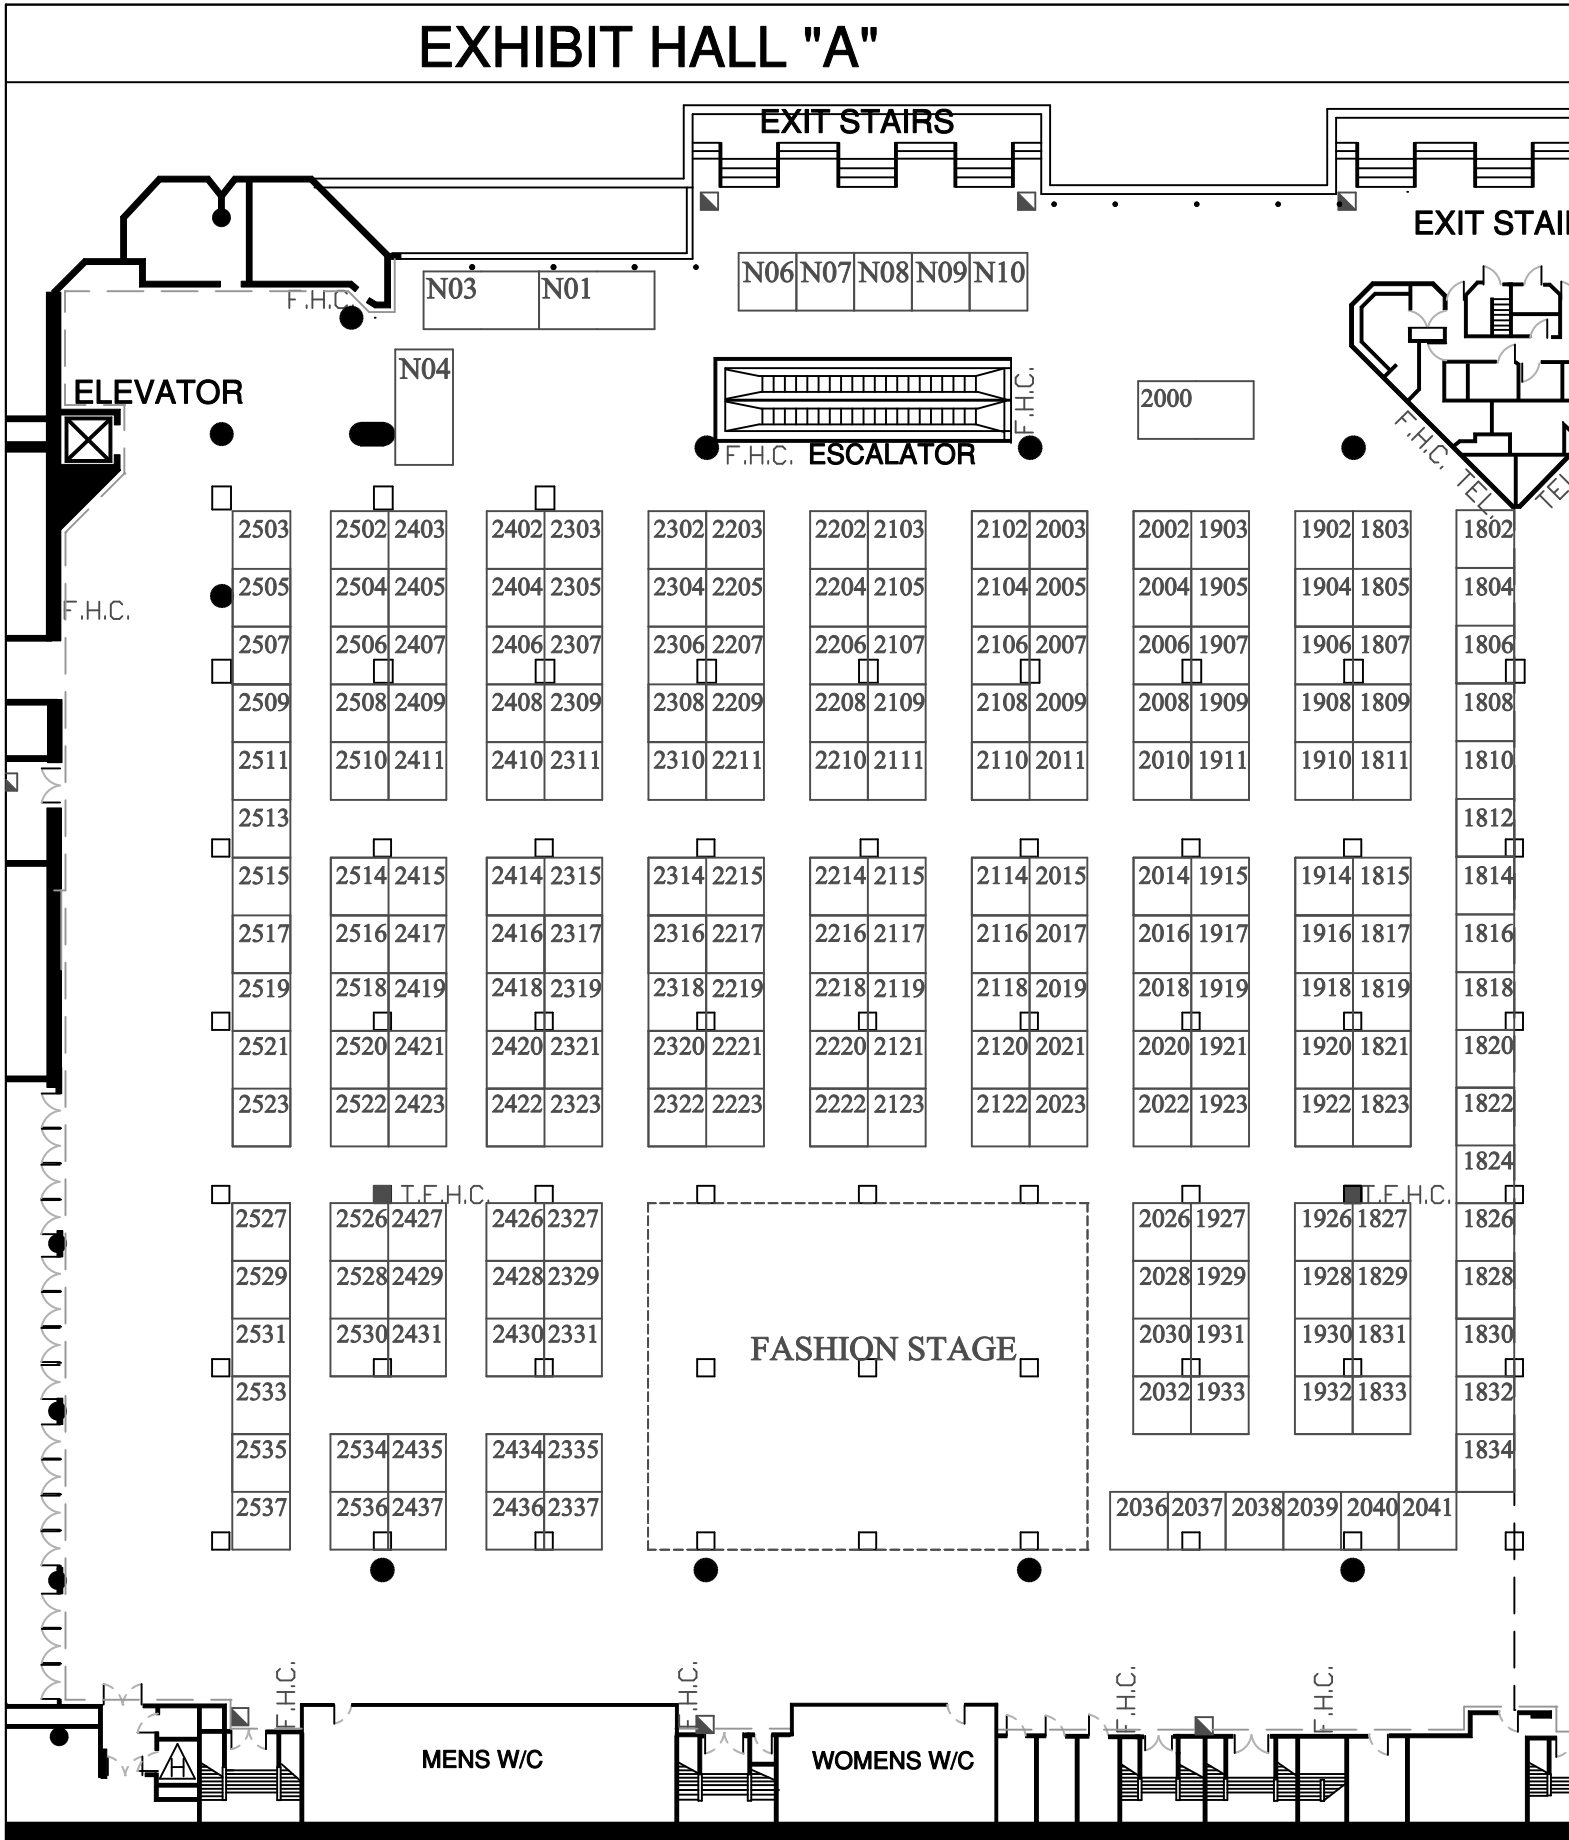 EXHIBIT HALL "A"
EXIT STAIRS
EXIT STAI
N06 N07 N08 N09 N10
N03 N01
F.H.C.
N04
ELEVATOR
2000
F.H.C.
F.H.C.
F.H.C. ESCALATOR
TEL.
TEL
2503 2502 2403 2402 2303 2302 2203 2202 2103 2102 2003 2002 1903 1902 1803 1802
2505 2504 2405 2404 2305 2304 2205 2204 2105 2104 2005 2004 1905 1904 1805 1804
F.H.C.
2507 2506 2407 2406 2307 2306 2207 2206 2107 2106 2007 2006 1907 1906 1807 1806
2509 2508 2409 2408 2309 2308 2209 2208 2109 2108 2009 2008 1909 1908 1809 1808
2511 2510 2411 2410 2311 2310 2211 2210 2111 2110 2011 2010 1911 1910 1811 1810
2513 1812
2515 2514 2415 2414 2315 2314 2215 2214 2115 2114 2015 2014 1915 1914 1815 1814
2517 2516 2417 2416 2317 2316 2217 2216 2117 2116 2017 2016 1917 1916 1817 1816
2519 2518 2419 2418 2319 2318 2219 2218 2119 2118 2019 2018 1919 1918 1819 1818
2521 2520 2421 2420 2321 2320 2221 2220 2121 2120 2021 2020 1921 1920 1821 1820
2523 2522 2423 2422 2323 2322 2223 2222 2123 2122 2023 2022 1923 1922 1823 1822
1824
T.F.H.C. T.F.H.C.
2527 2526 2427 2426 2327 2026 1927 1926 1827 1826
2529 2528 2429 2428 2329 2028 1929 1928 1829 1828
2531 2530 2431 2430 2331 2030 1931 1930 1831 1830
FASHION STAGE
2533 2032 1933 1932 1833 1832
2535 2534 2435 2434 2335 1834
2537 2536 2437 2436 2337 2036 2037 2038 2039 2040 2041
F.H.C. F.H.C. F.H.C. F.H.C.
H MENS W/C WOMENS W/C